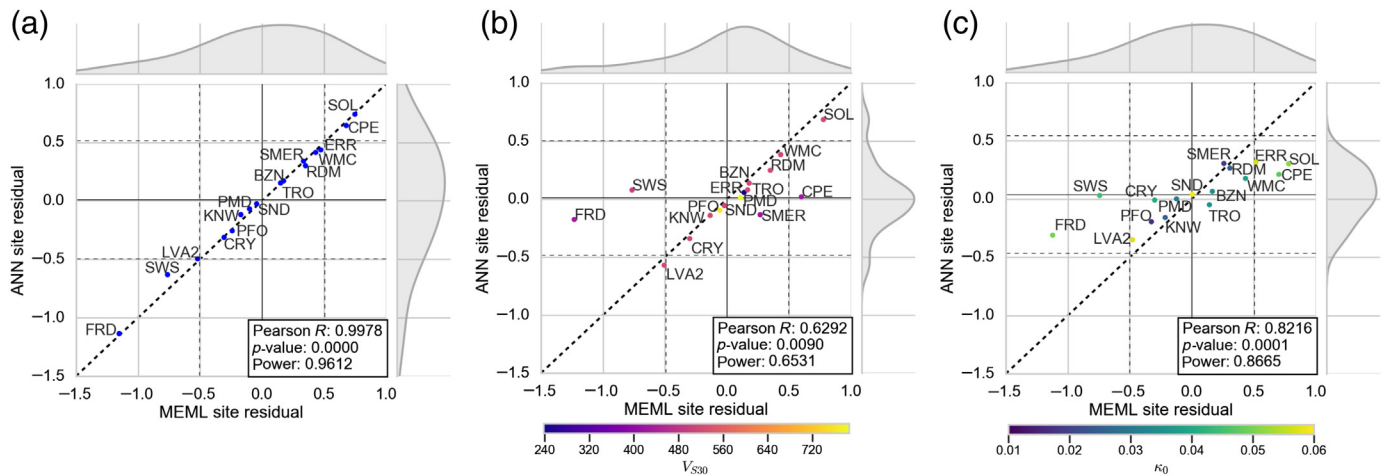 (a)
1.0
0.5
0.0
−0.5
−1.0
−1.5
ANN site residual
SOL
CPE
ERR
SMER
WMC
RDM
BZN
TRO
PMD
SND
KNW
PFO
CRY
LVA2
SWS
FRD
Pearson R: 0.9978
p-value: 0.0000
Power: 0.9612
−1.5 −1.0 −0.5 0.0 0.5 1.0
MEML site residual
(b)
1.0
0.5
0.0
−0.5
−1.0
−1.5
ANN site residual
SOL
WMC
RDM
BZN
SWS
ERR
TRO
CPE
PMD
PFO
SND
SMER
FRD
KNW
CRY
LVA2
Pearson R: 0.6292
p-value: 0.0090
Power: 0.6531
−1.5 −1.0 −0.5 0.0 0.5 1.0
MEML site residual
240 320 400 480 560 640 720
VS30
(c)
1.0
0.5
0.0
−0.5
−1.0
−1.5
ANN site residual
SMER
ERR
SOL
RDM
CPE
SWS
CRY
SND
WMC
BZN
PMD
TRO
FRD
PFO
KNW
LVA2
Pearson R: 0.8216
p-value: 0.0001
Power: 0.8665
−1.5 −1.0 −0.5 0.0 0.5 1.0
MEML site residual
0.01 0.02 0.03 0.04 0.05 0.06
κ0